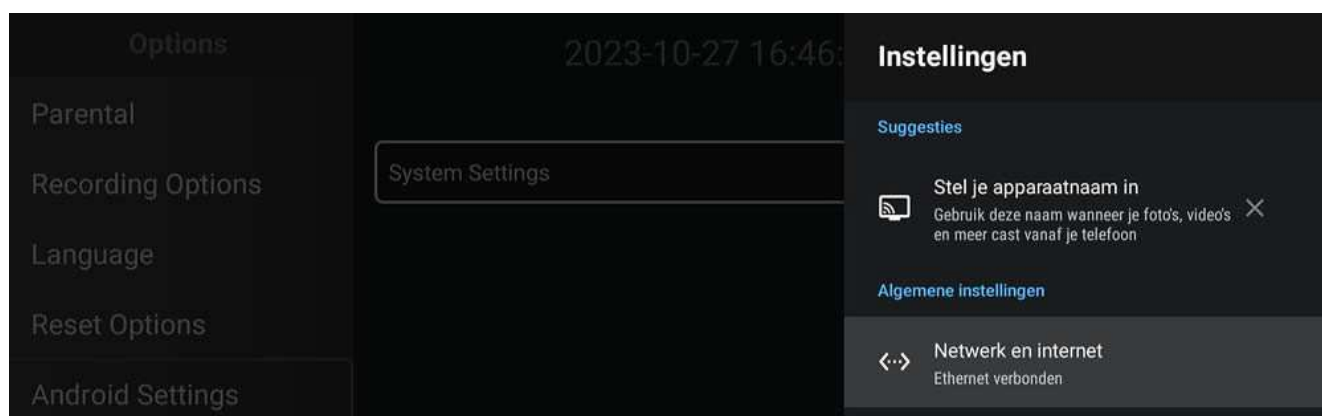 Options
Parental
Recording Options
Language
Reset Options
Android Settings
2023-10-27 16:46:
System Settings
Instellingen
Suggesties
Stel je apparaatnaam in
Gebruik deze naam wanneer je foto's, video's
en meer cast vanaf je telefoon
Algemene instellingen
Netwerk en internet
Ethernet verbonden